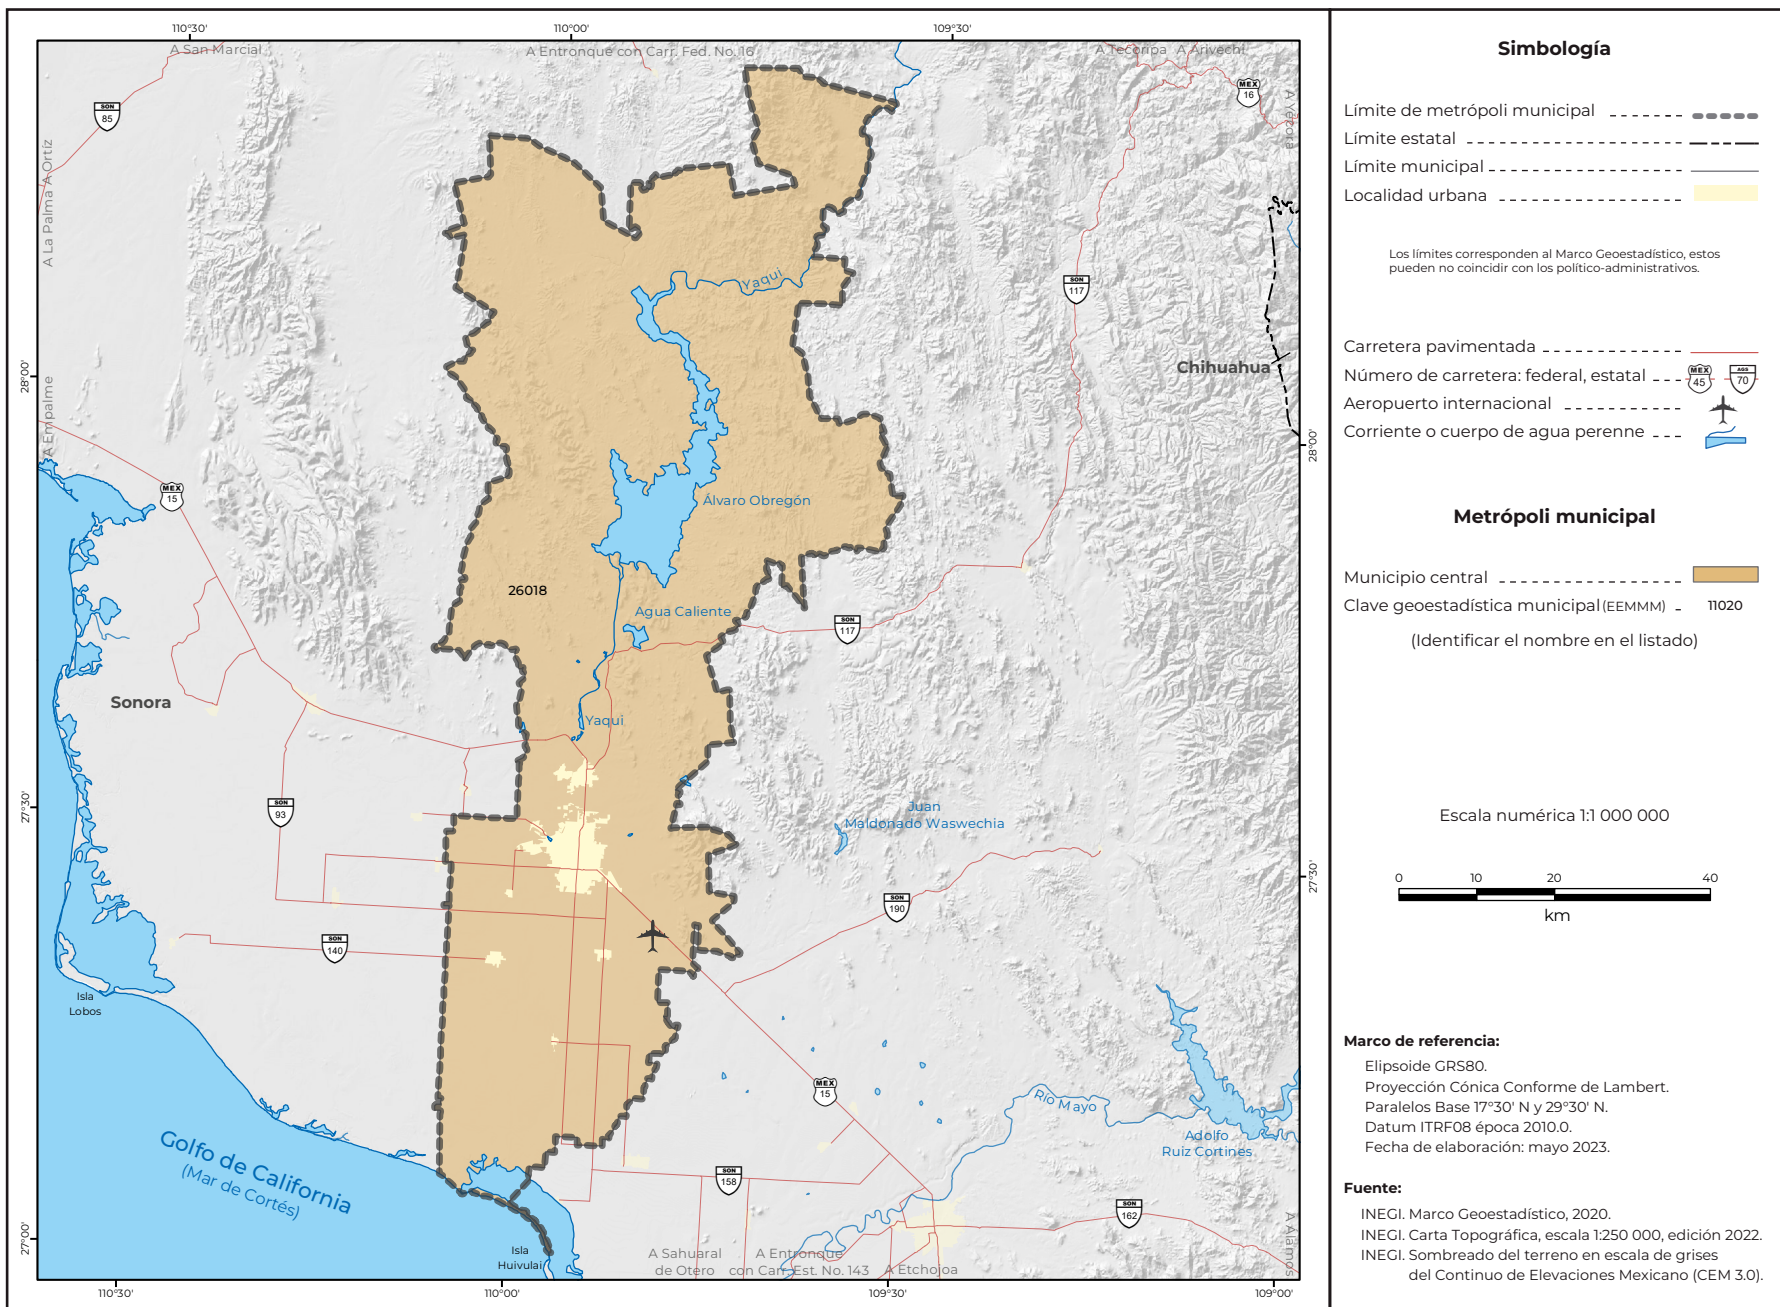 110°30'
110°00'
109°30'
A San Marcial
A Entronque con Carr. Fed. No. 16
A Tecoripa
A Arivechi
SON
85
MEX
16
A Yécora
A La Palma
A Ortiz
Yaqui
SON
117
28°00'
Chihuahua
A Empalme
28°00'
MEX
15
Álvaro Obregón
26018
Agua Caliente
SON
117
Sonora
Yaqui
27°30'
SON
93
Juan
Maldonado Waswechia
27°30'
SON
190
SON
140
Isla
Lobos
MEX
15
Río Mayo
Adolfo
Ruiz Cortines
Golfo de California
(Mar de Cortés)
SON
158
SON
162
27°00'
Isla
Huivulai
A Sahuaral
de Otero
A Entronque
con Carr. Est. No. 143
A Etchojoa
A Álamos
110°30'
110°00'
109°30'
109°00'
Simbología
Límite de metrópoli municipal
Límite estatal
Límite municipal
Localidad urbana
Los límites corresponden al Marco Geoestadístico, estos
pueden no coincidir con los político-administrativos.
Carretera pavimentada
Número de carretera: federal, estatal
MEX
45
AGS
70
Aeropuerto internacional
Corriente o cuerpo de agua perenne
Metrópoli municipal
Municipio central
Clave geoestadística municipal (EEMMM)
11020
(Identificar el nombre en el listado)
Escala numérica 1:1 000 000
0 10 20 40
km
Marco de referencia:
Elipsoide GRS80.
Proyección Cónica Conforme de Lambert.
Paralelos Base 17°30' N y 29°30' N.
Datum ITRF08 época 2010.0.
Fecha de elaboración: mayo 2023.
Fuente:
INEGI. Marco Geoestadístico, 2020.
INEGI. Carta Topográfica, escala 1:250 000, edición 2022.
INEGI. Sombreado del terreno en escala de grises
del Continuo de Elevaciones Mexicano (CEM 3.0).